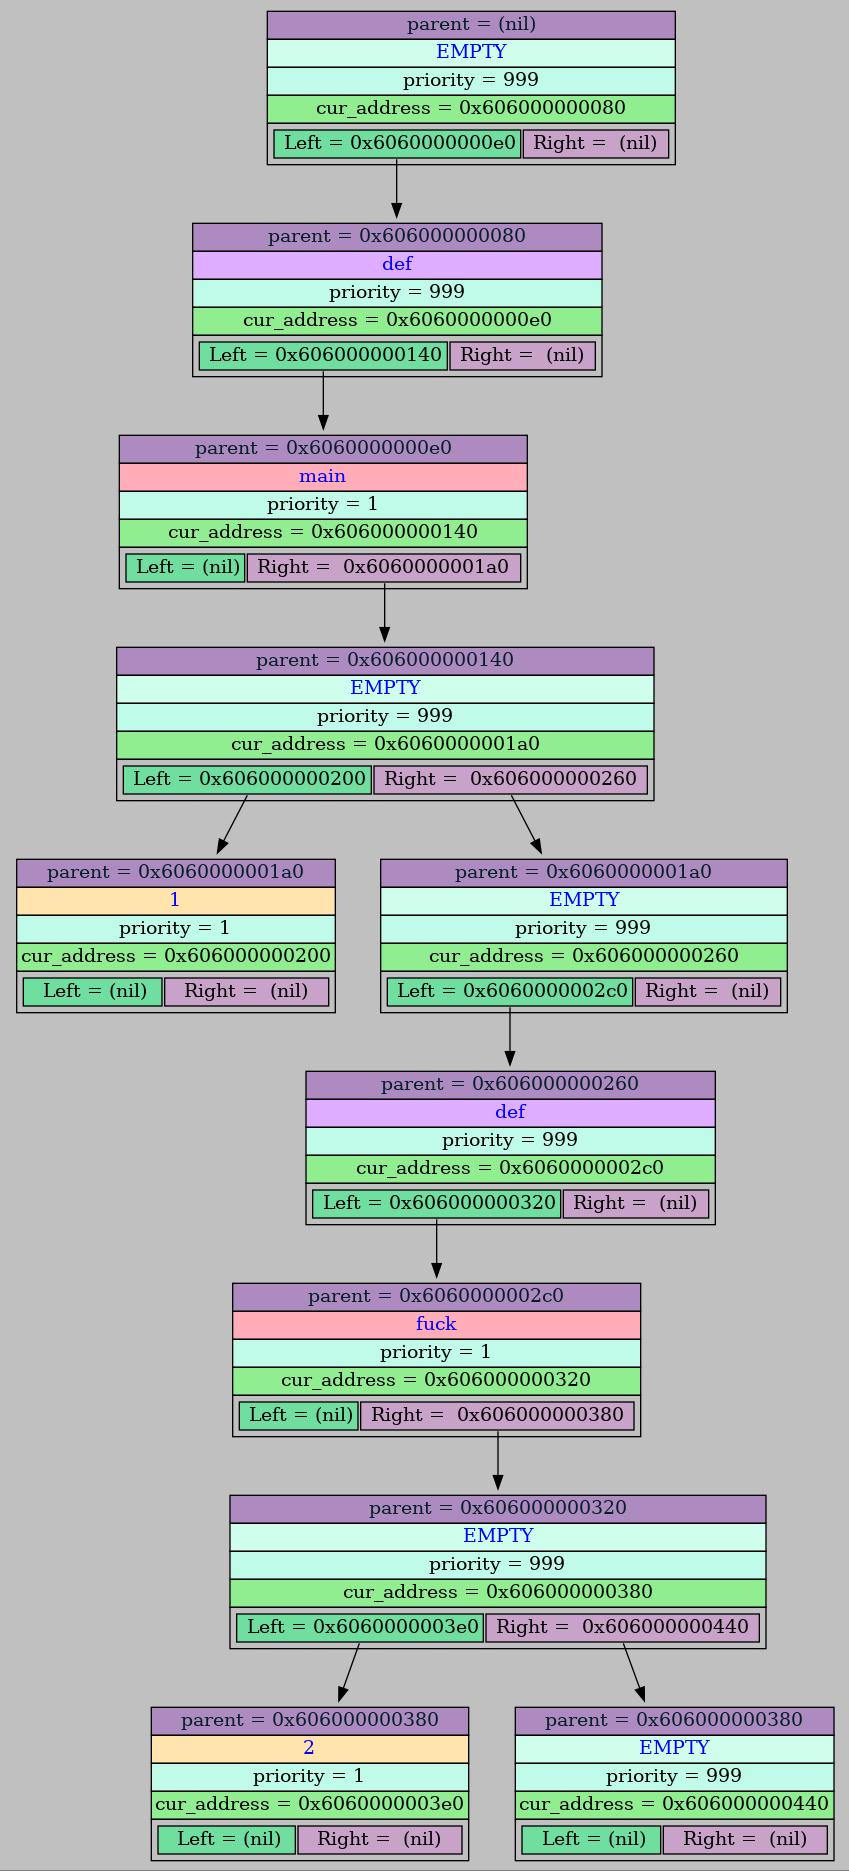 parent = (nil)
EMPTY
priority = 999
cur_address = 0x606000000080
Left = 0x6060000000e0 Right = (nil)
parent = 0x606000000080
def
priority = 999
cur_address = 0x6060000000e0
Left = 0x606000000140 Right = (nil)
parent = 0x6060000000e0
main
priority = 1
cur_address = 0x606000000140
Left = (nil) Right = 0x6060000001a0
parent = 0x606000000140
EMPTY
priority = 999
cur_address = 0x6060000001a0
Left = 0x606000000200 Right = 0x606000000260
parent = 0x6060000001a0
1
priority = 1
cur_address = 0x606000000200
Left = (nil) Right = (nil)
parent = 0x6060000001a0
EMPTY
priority = 999
cur_address = 0x606000000260
Left = 0x6060000002c0 Right = (nil)
parent = 0x606000000260
def
priority = 999
cur_address = 0x6060000002c0
Left = 0x606000000320 Right = (nil)
parent = 0x6060000002c0
fuck
priority = 1
cur_address = 0x606000000320
Left = (nil) Right = 0x606000000380
parent = 0x606000000320
EMPTY
priority = 999
cur_address = 0x606000000380
Left = 0x6060000003e0 Right = 0x606000000440
parent = 0x606000000380
2
priority = 1
cur_address = 0x6060000003e0
Left = (nil) Right = (nil)
parent = 0x606000000380
EMPTY
priority = 999
cur_address = 0x606000000440
Left = (nil) Right = (nil)